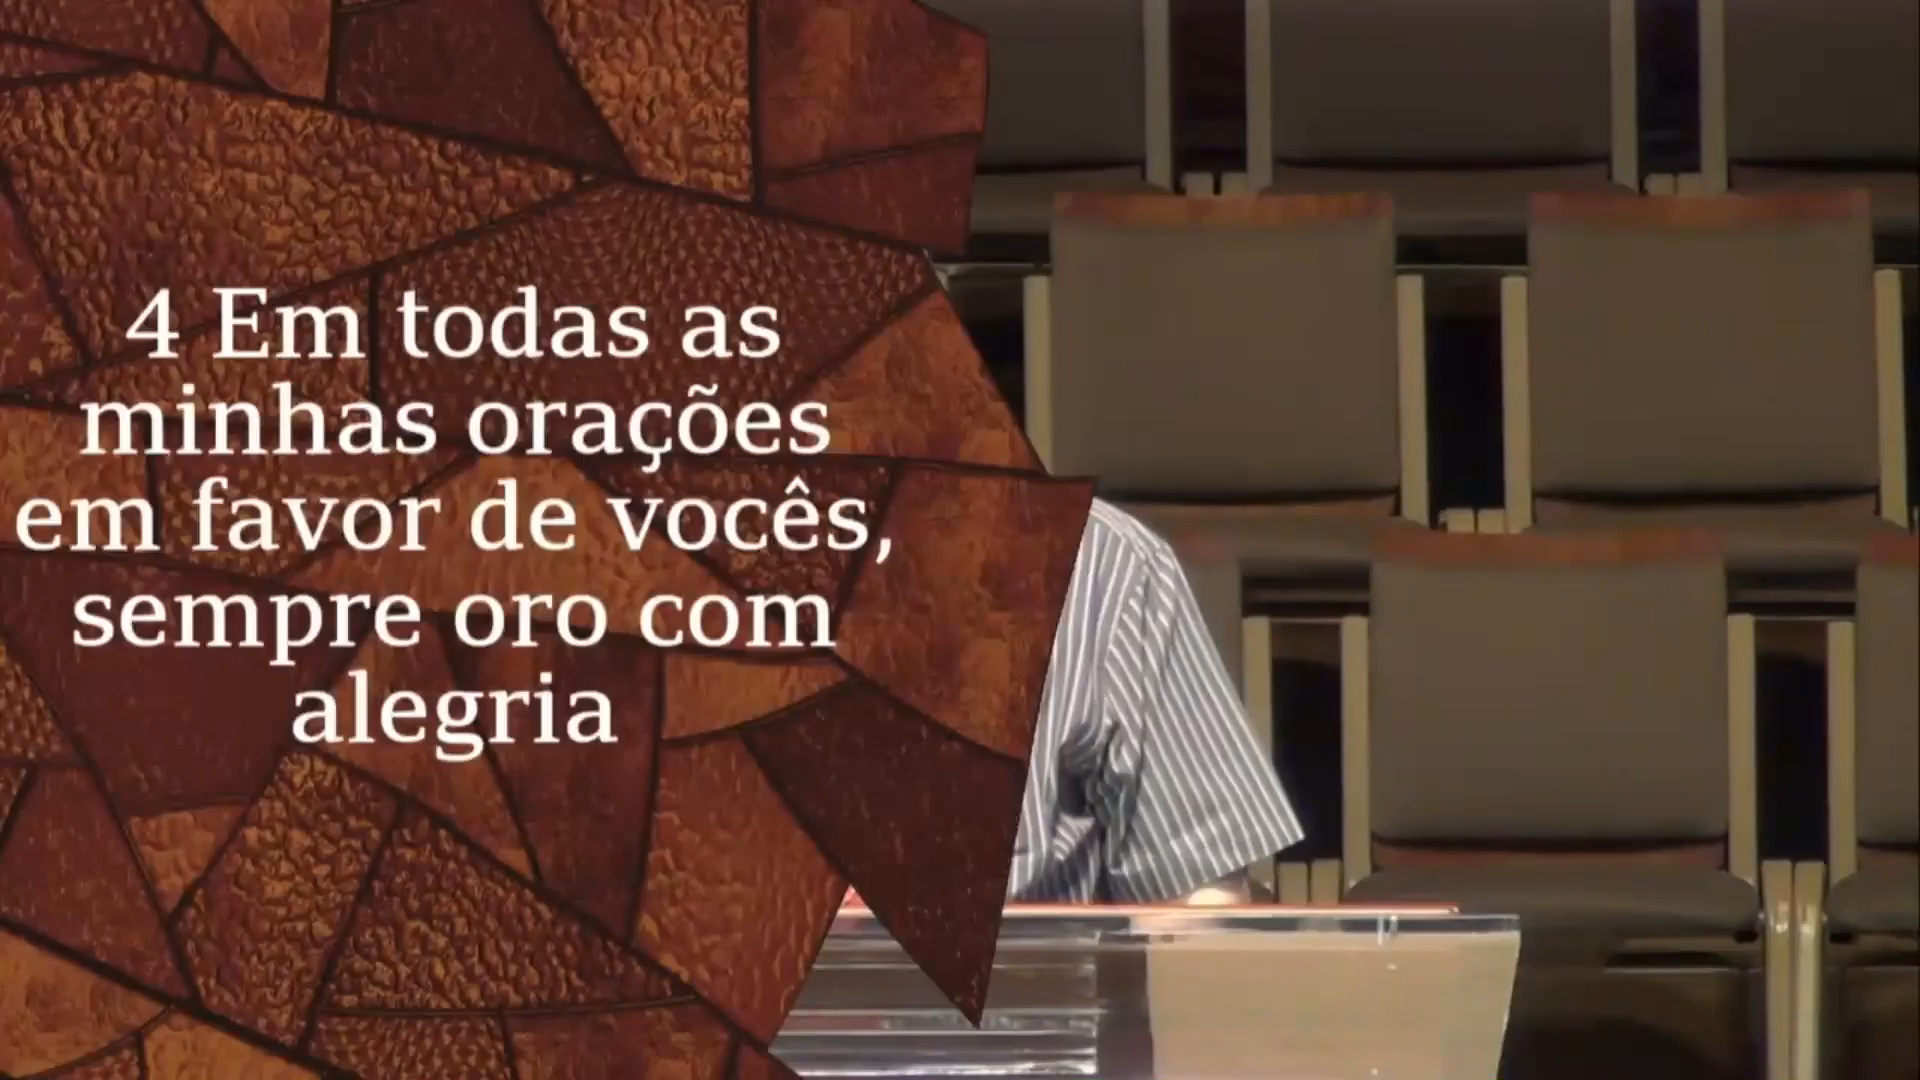 4 Em todas as
minhas orações
em favor de vocês,
sempre oro com
alegria